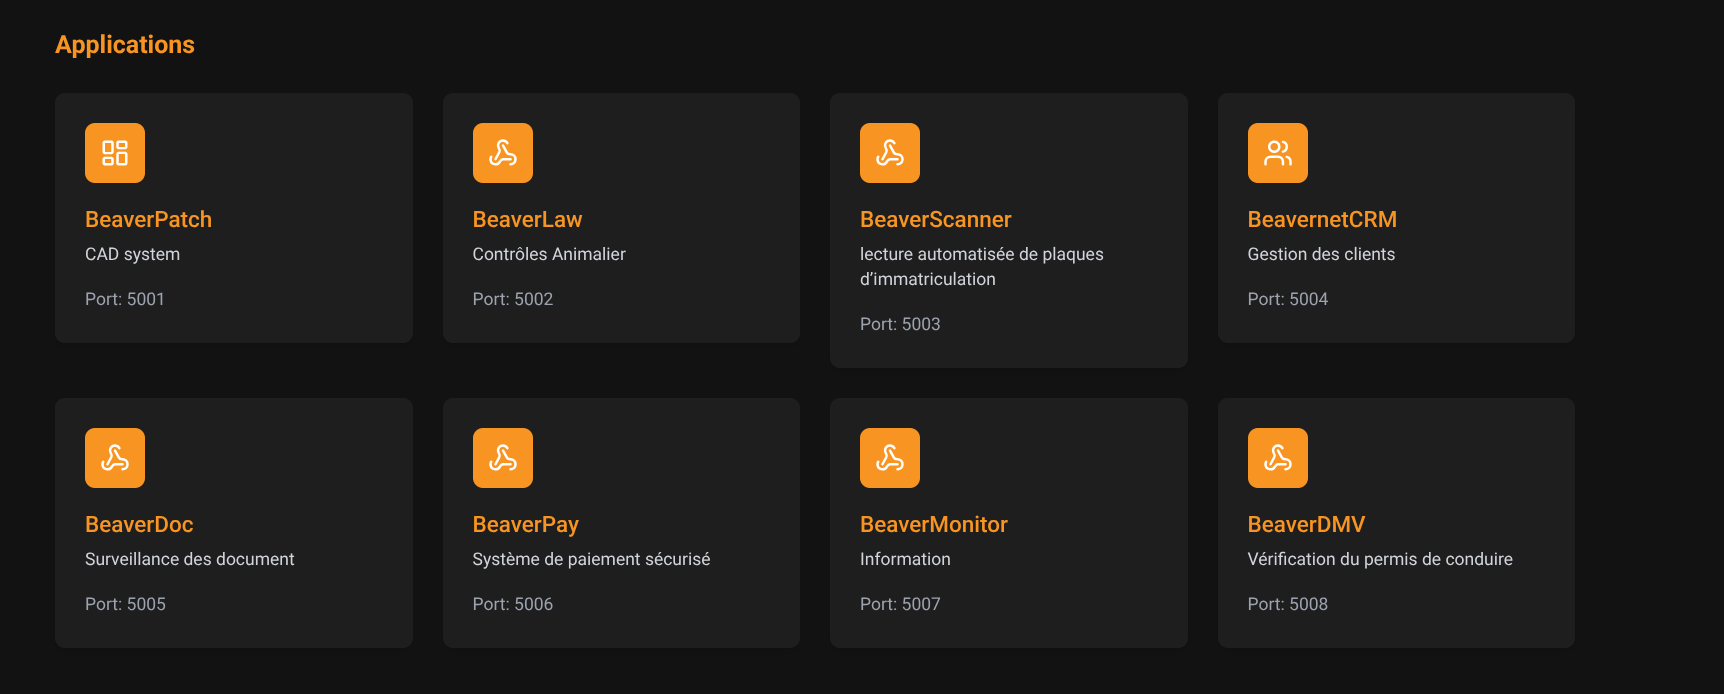 Applications
BeaverPatch
CAD system
Port: 5001
BeaverLaw
Contrôles Animalier
Port: 5002
BeaverScanner
lecture automatisée de plaques
d’immatriculation
Port: 5003
BeavernetCRM
Gestion des clients
Port: 5004
BeaverDoc
Surveillance des document
Port: 5005
BeaverPay
Système de paiement sécurisé
Port: 5006
BeaverMonitor
Information
Port: 5007
BeaverDMV
Vérification du permis de conduire
Port: 5008